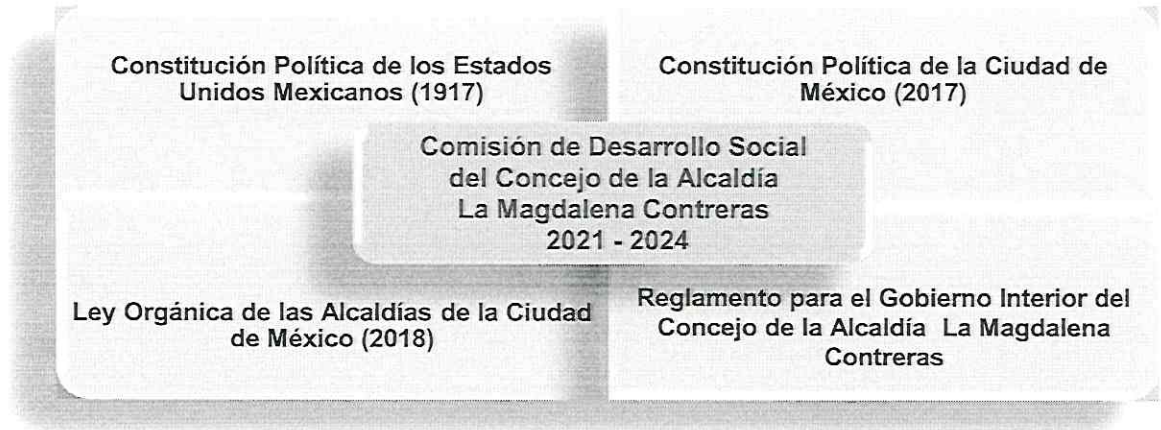 Constitución Política de los Estados
Unidos Mexicanos (1917)
Constitución Política de la Ciudad de
México (2017)
Comisión de Desarrollo Social
del Concejo de la Alcaldía
La Magdalena Contreras
2021 - 2024
Ley Orgánica de las Alcaldías de la Ciudad
de México (2018)
Reglamento para el Gobierno Interior del
Concejo de la Alcaldía La Magdalena
Contreras